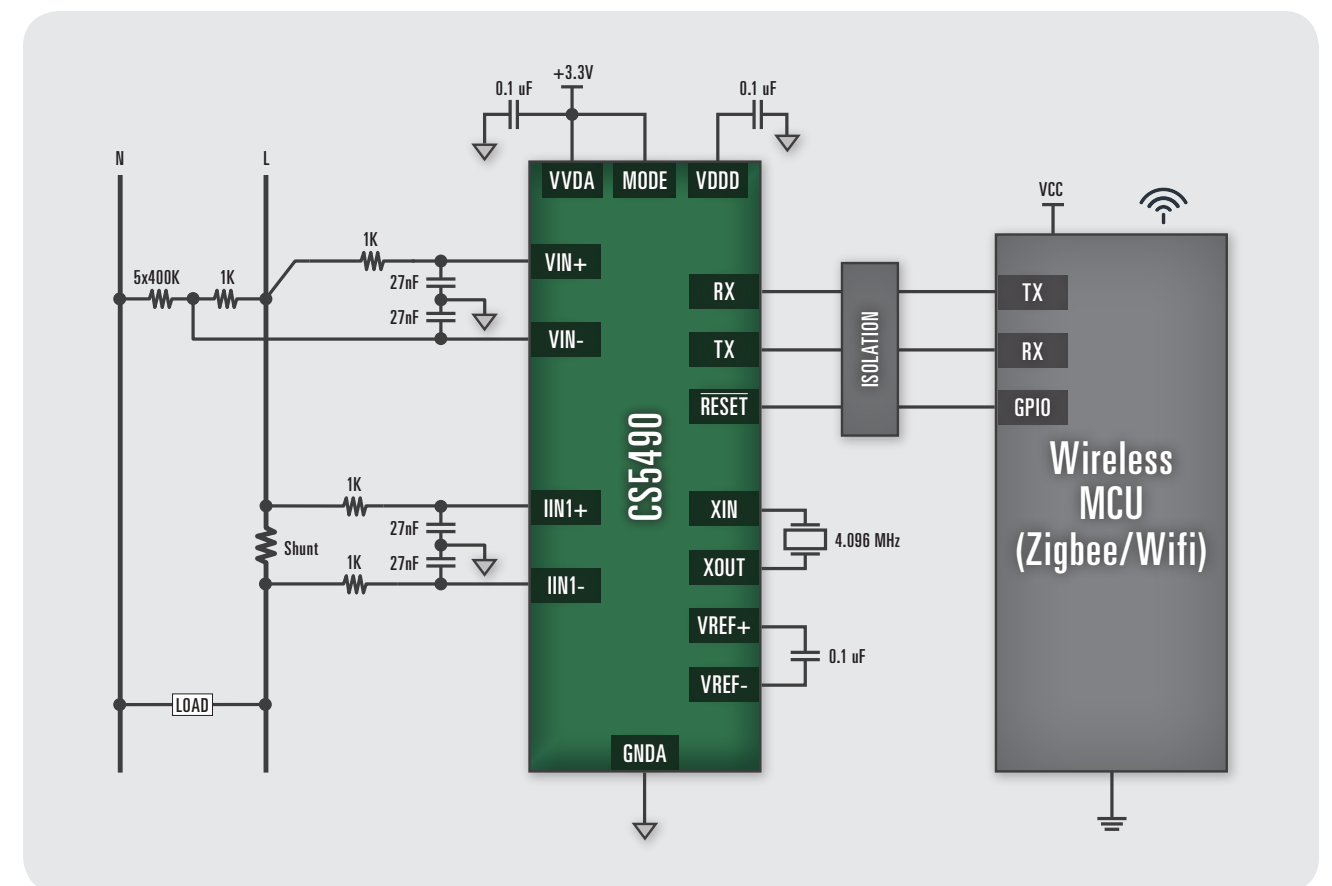 +3.3V
0.1 uF
0.1 uF
N
L
VVDA
MODE
VDDD
VCC
1K
5x400K
1K
27nF
27nF
VIN+
VIN-
RX
TX
RESET
ISOLATION
TX
RX
GPIO
CS5490
Wireless
MCU
(Zigbee/Wifi)
1K
27nF
27nF
Shunt
1K
IIN1+
IIN1-
XIN
XOUT
4.096 MHz
VREF+
VREF-
0.1 uF
LOAD
GNDA